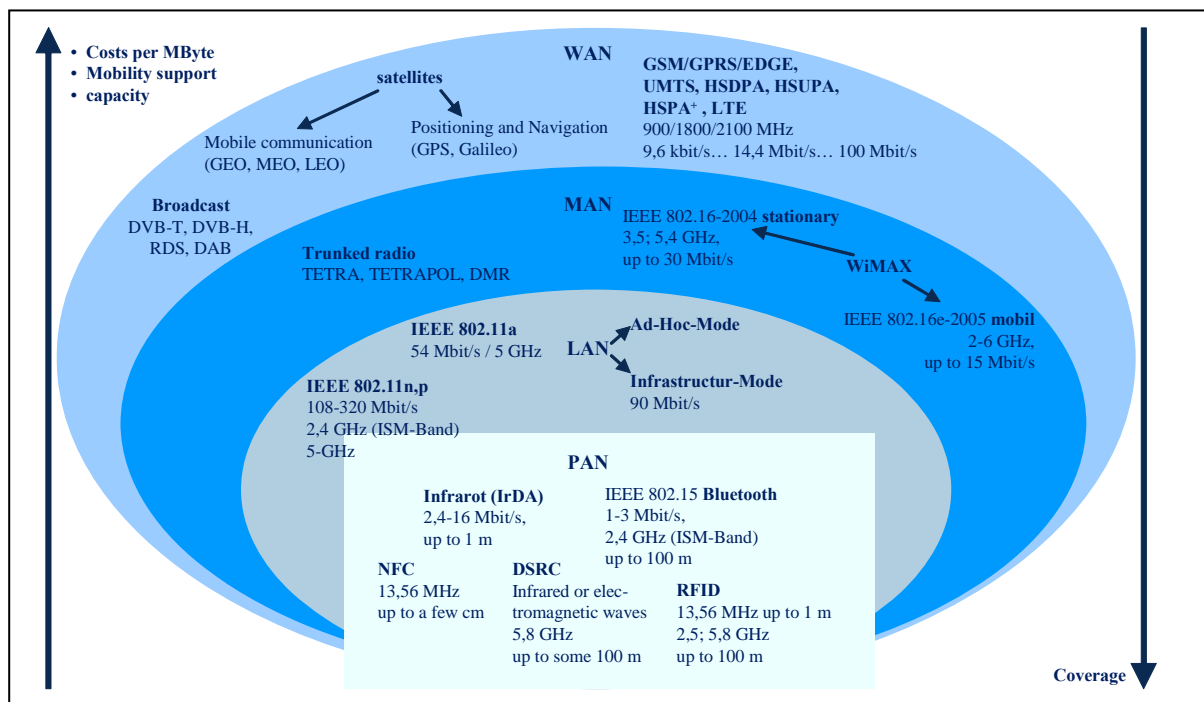 • Costs per MByte
• Mobility support
• capacity
WAN
satellites
Mobile communication
(GEO, MEO, LEO)
Positioning and Navigation
(GPS, Galileo)
GSM/GPRS/EDGE,
UMTS, HSDPA, HSUPA,
HSPA⁺ , LTE
900/1800/2100 MHz
9,6 kbit/s… 14,4 Mbit/s… 100 Mbit/s
Broadcast
DVB-T, DVB-H,
RDS, DAB
MAN
Trunked radio
TETRA, TETRAPOL, DMR
IEEE 802.16-2004 stationary
3,5; 5,4 GHz,
up to 30 Mbit/s
WiMAX
IEEE 802.16e-2005 mobil
2-6 GHz,
up to 15 Mbit/s
IEEE 802.11a
54 Mbit/s / 5 GHz
LAN
Ad-Hoc-Mode
Infrastructur-Mode
90 Mbit/s
IEEE 802.11n,p
108-320 Mbit/s
2,4 GHz (ISM-Band)
5-GHz
PAN
Infrarot (IrDA)
2,4-16 Mbit/s,
up to 1 m
IEEE 802.15 Bluetooth
1-3 Mbit/s,
2,4 GHz (ISM-Band)
up to 100 m
NFC
13,56 MHz
up to a few cm
DSRC
Infrared or elec-
tromagnetic waves
5,8 GHz
up to some 100 m
RFID
13,56 MHz up to 1 m
2,5; 5,8 GHz
up to 100 m
Coverage